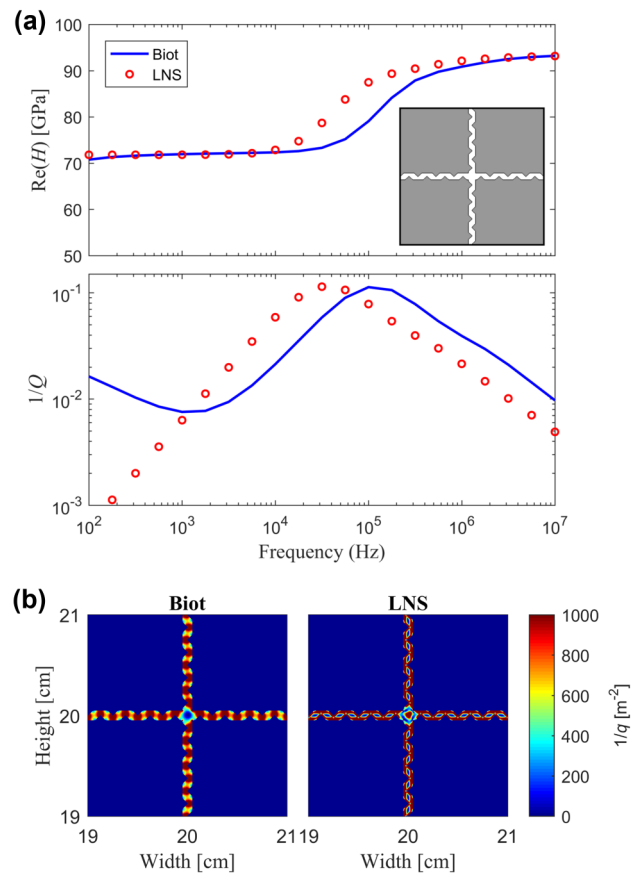 (a)
100
90
80
70
60
50
Re(H) [GPa]
Biot
LNS
10^-1
10^-2
10^-3
1/Q
10^2 10^3 10^4 10^5 10^6 10^7
Frequency (Hz)
(b)
Biot LNS
21
20
19
Height [cm]
19 20 21 19 20 21
Width [cm] Width [cm]
1000
800
600
400
200
0
1/q [m^-2]